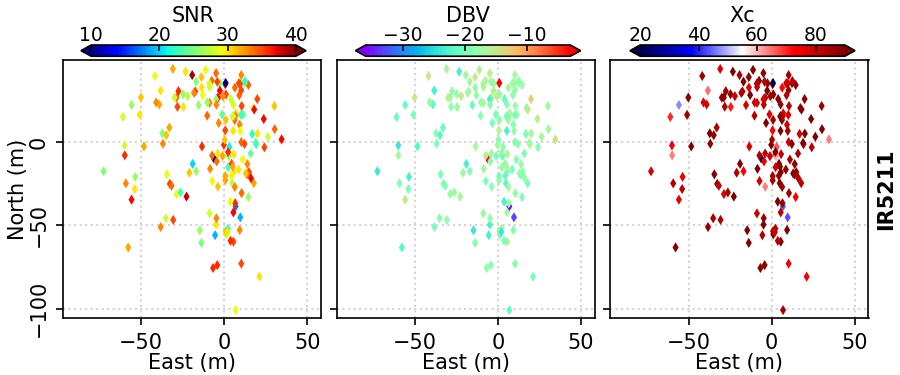 SNR DBV Xc
10 20 30 40 −30 −20 −10 20 40 60 80
North (m)
0
−50
−100
−50 0 50 −50 0 50 −50 0 50
East (m) East (m) East (m)
IR5211